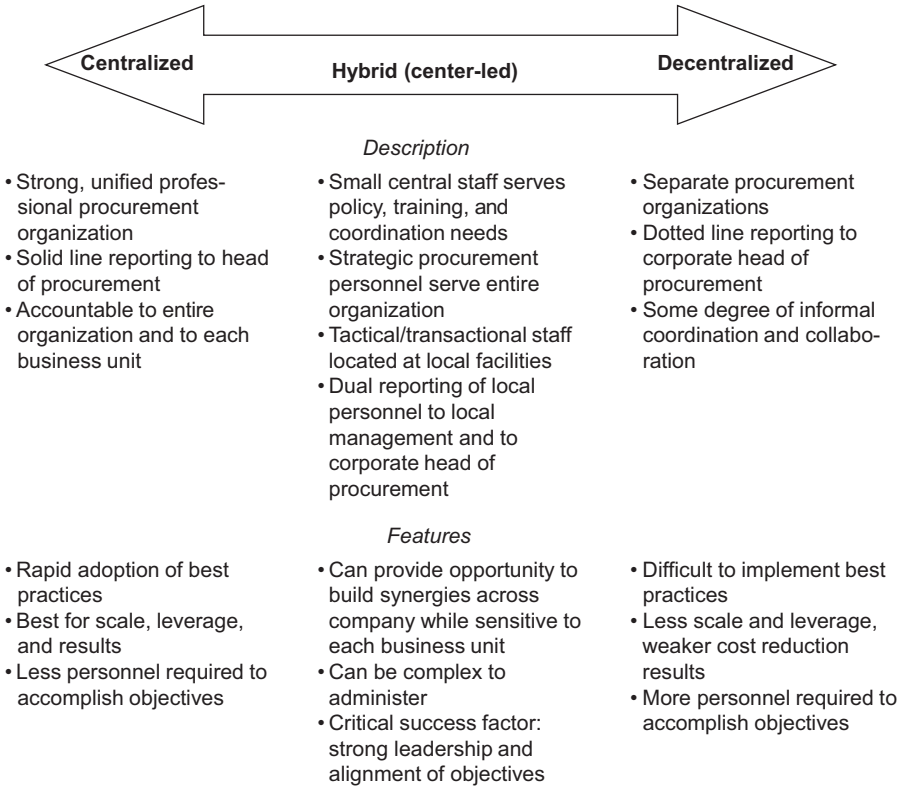 Centralized
Hybrid (center-led)
Decentralized
Description
• Strong, unified profes-
sional procurement
organization
• Solid line reporting to head
of procurement
• Accountable to entire
organization and to each
business unit
• Small central staff serves
policy, training, and
coordination needs
• Strategic procurement
personnel serve entire
organization
• Tactical/transactional staff
located at local facilities
• Dual reporting of local
personnel to local
management and to
corporate head of
procurement
• Separate procurement
organizations
• Dotted line reporting to
corporate head of
procurement
• Some degree of informal
coordination and collabo-
ration
Features
• Rapid adoption of best
practices
• Best for scale, leverage,
and results
• Less personnel required to
accomplish objectives
• Can provide opportunity to
build synergies across
company while sensitive to
each business unit
• Can be complex to
administer
• Critical success factor:
strong leadership and
alignment of objectives
• Difficult to implement best
practices
• Less scale and leverage,
weaker cost reduction
results
• More personnel required to
accomplish objectives